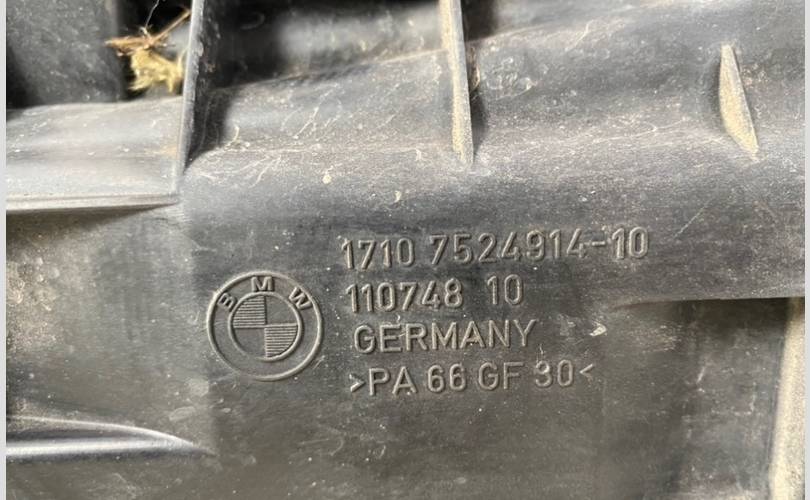 BMW
1710 7524914-10
110748 10
GERMANY
>PA 66 GF 30<